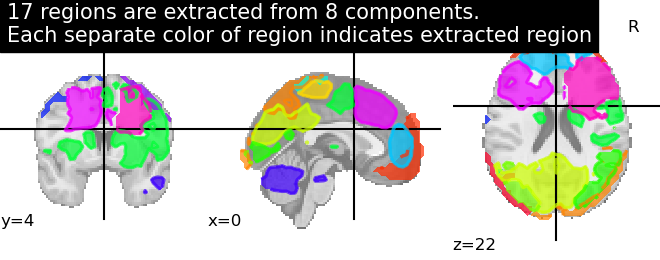 17 regions are extracted from 8 components.
Each separate color of region indicates extracted region
R
y=4
x=0
z=22